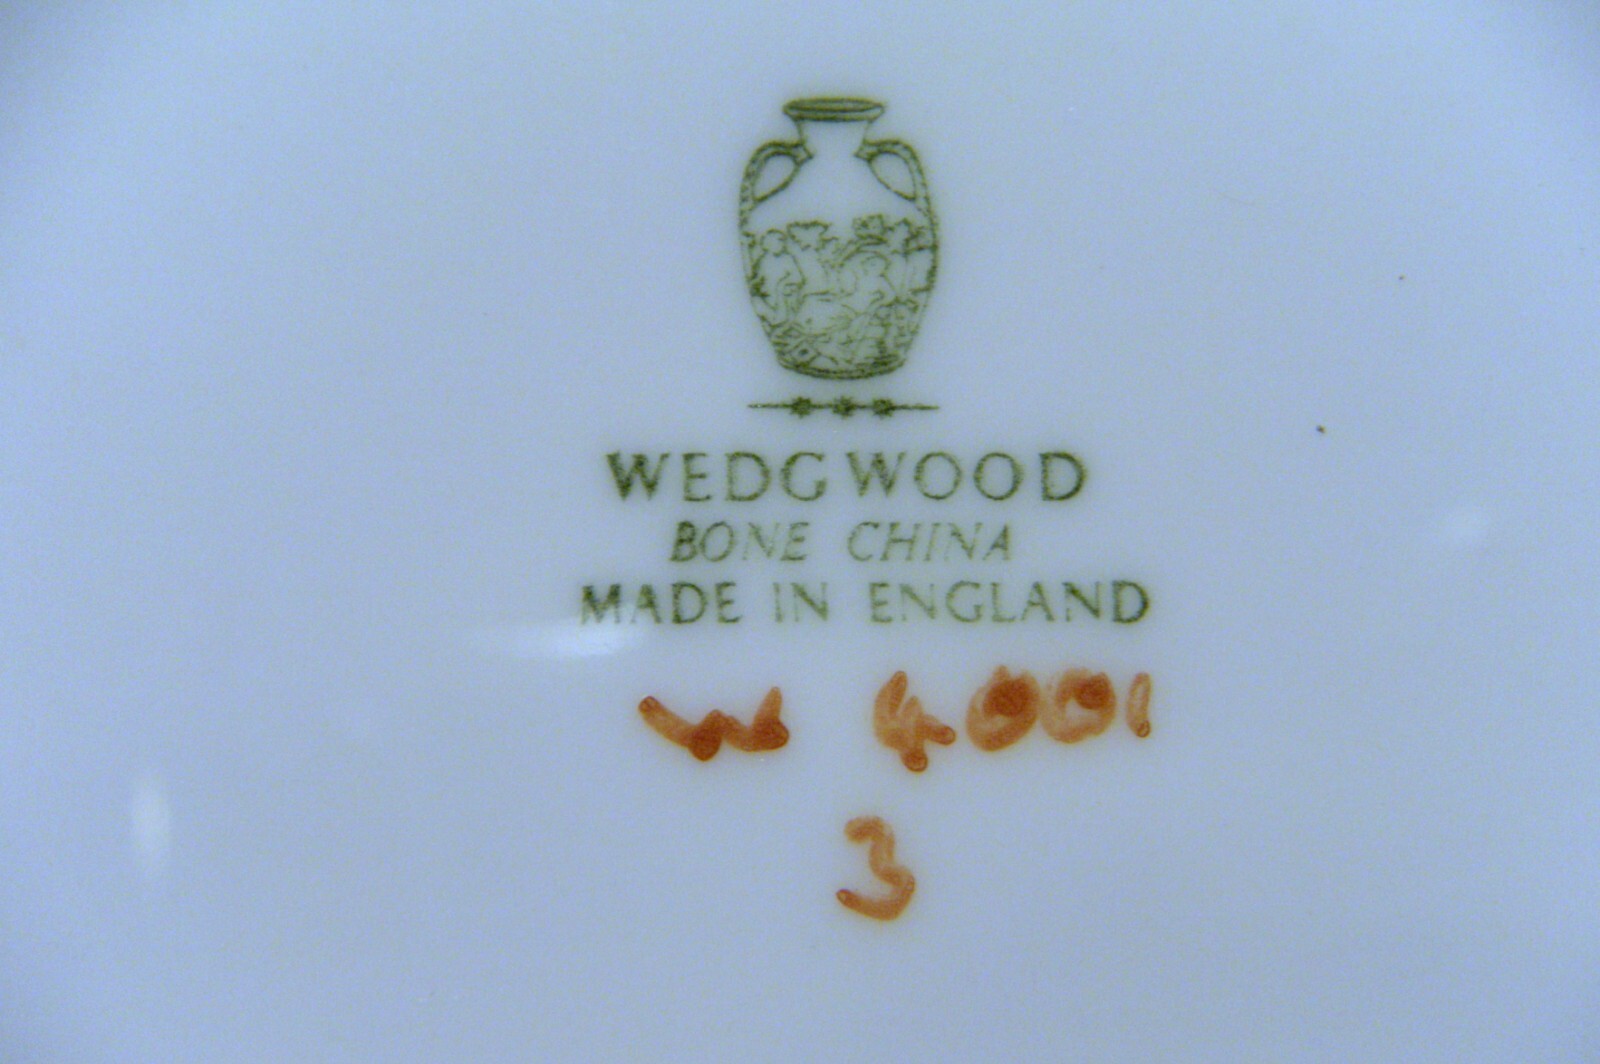 WEDGWOOD
BONE CHINA
MADE IN ENGLAND
W 4001
3